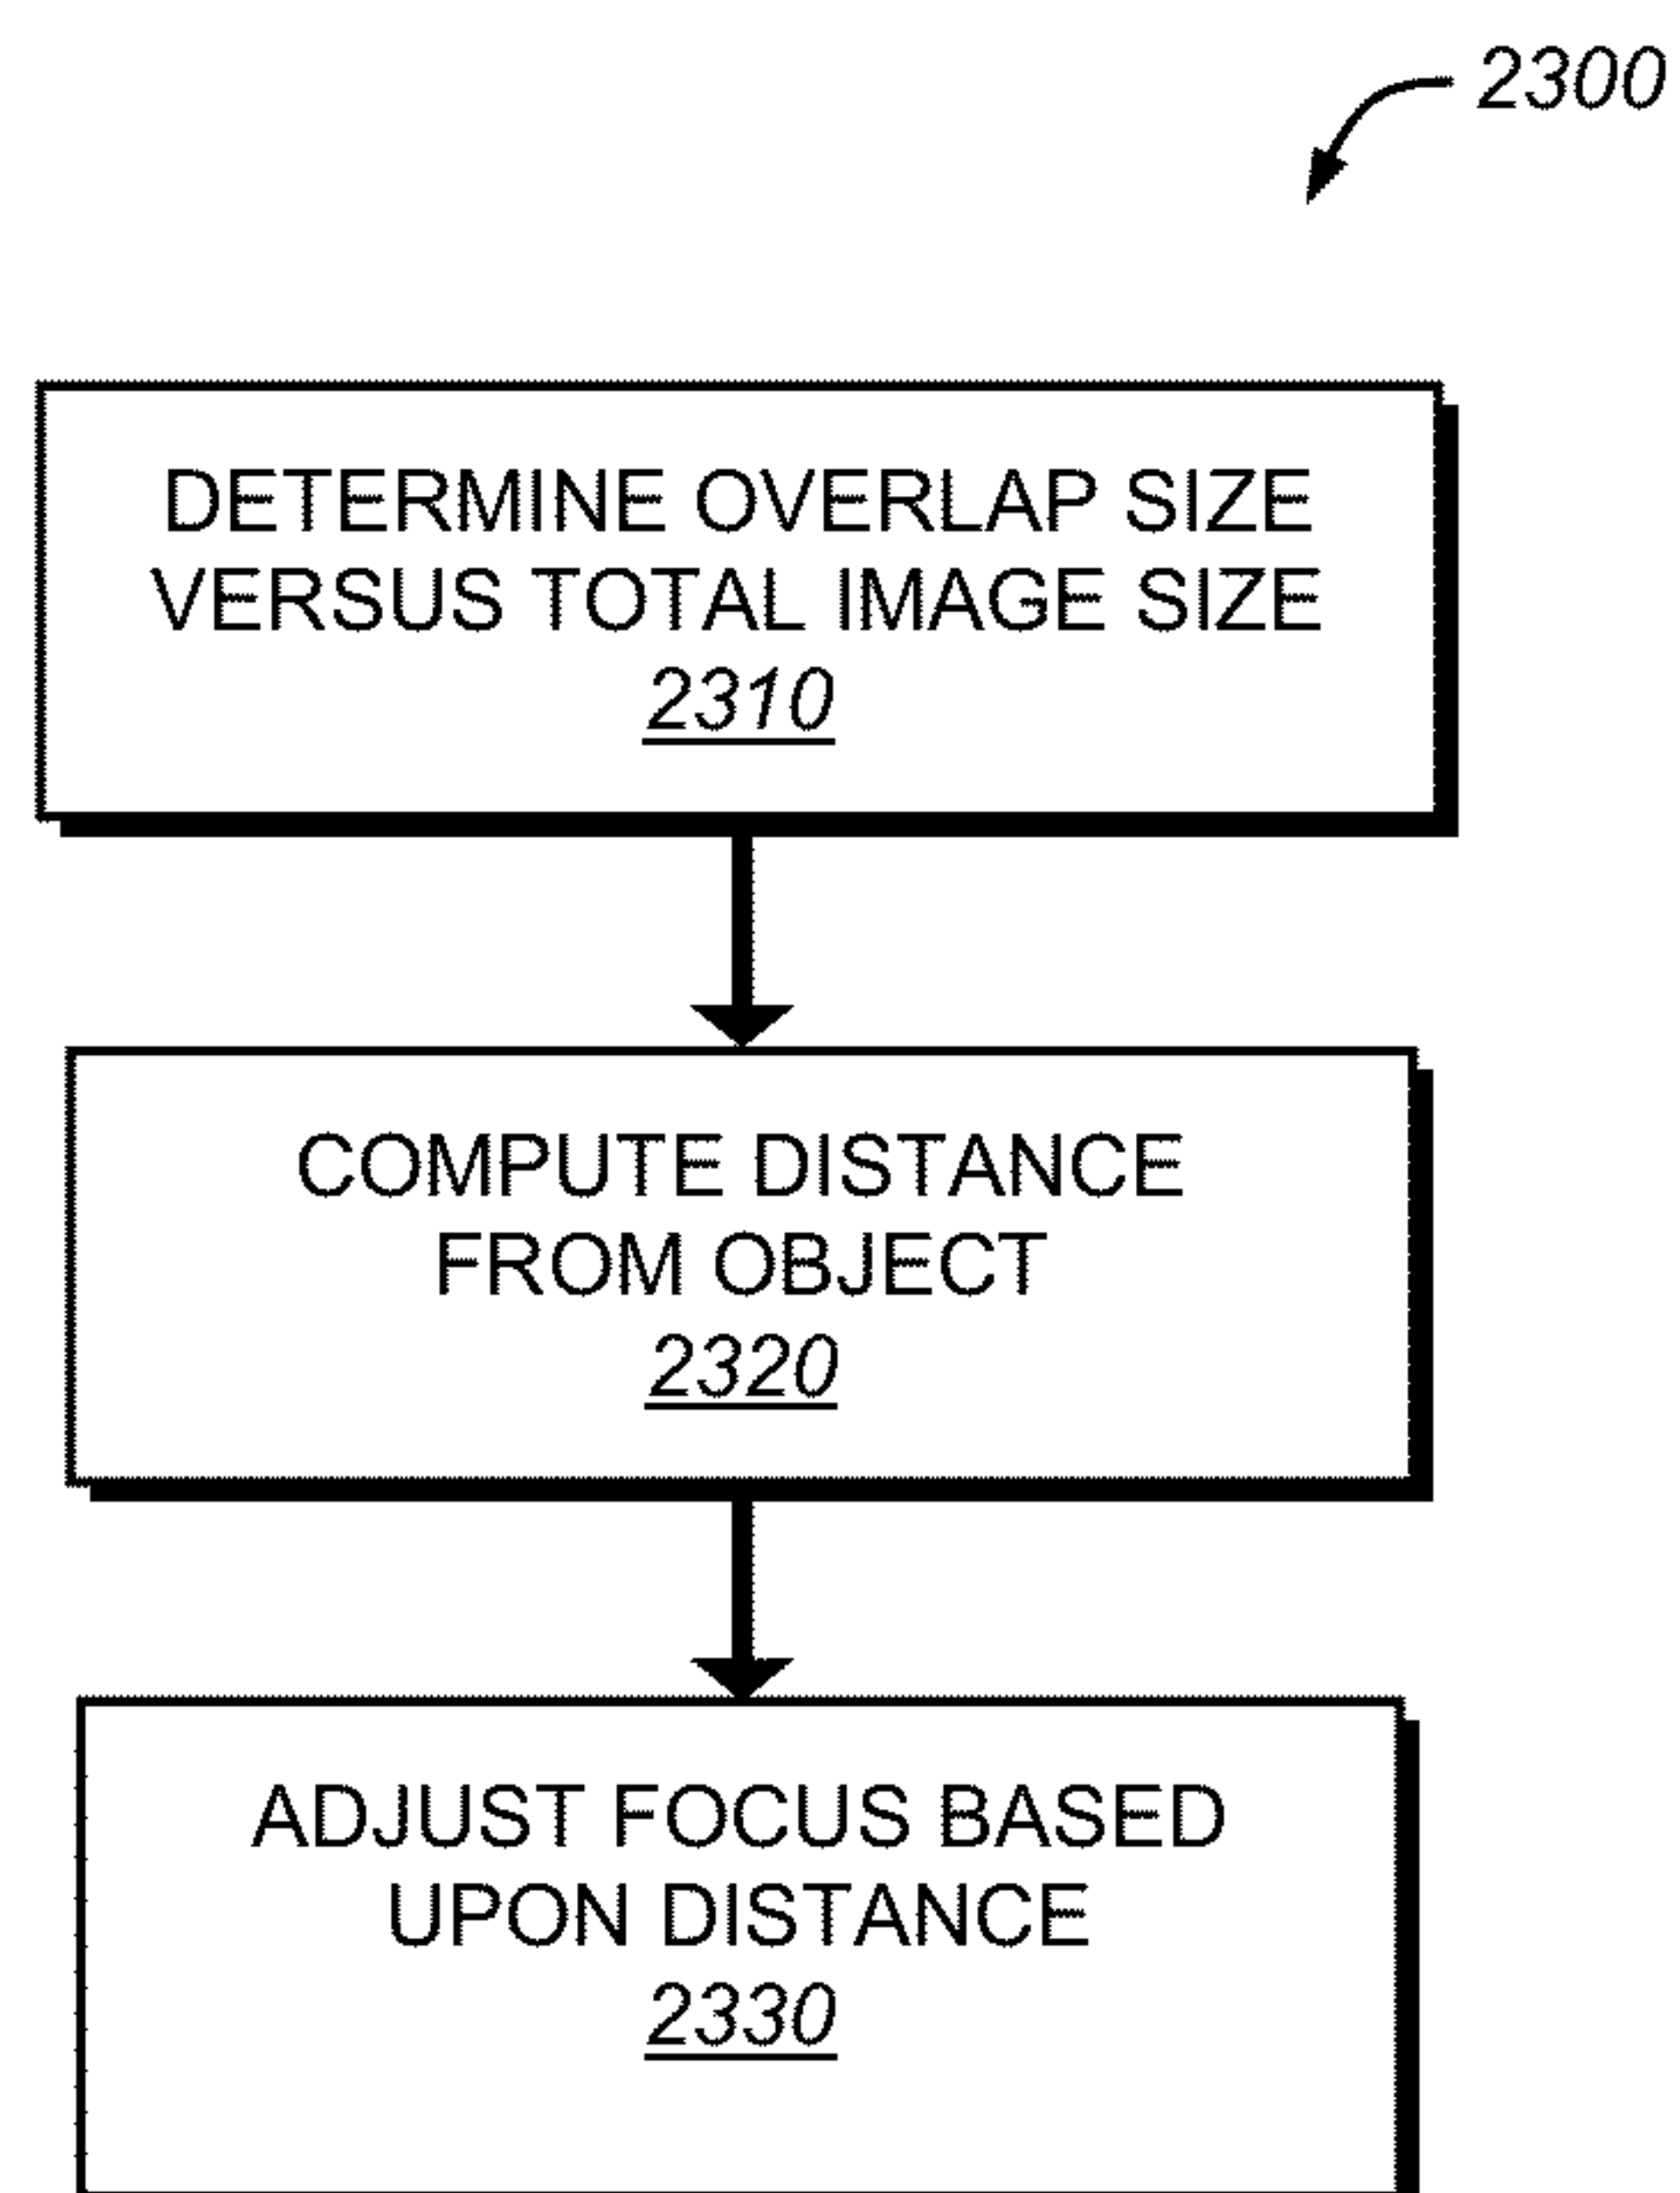 2300
DETERMINE OVERLAP SIZE
VERSUS TOTAL IMAGE SIZE
2310
COMPUTE DISTANCE
FROM OBJECT
2320
ADJUST FOCUS BASED
UPON DISTANCE
2330